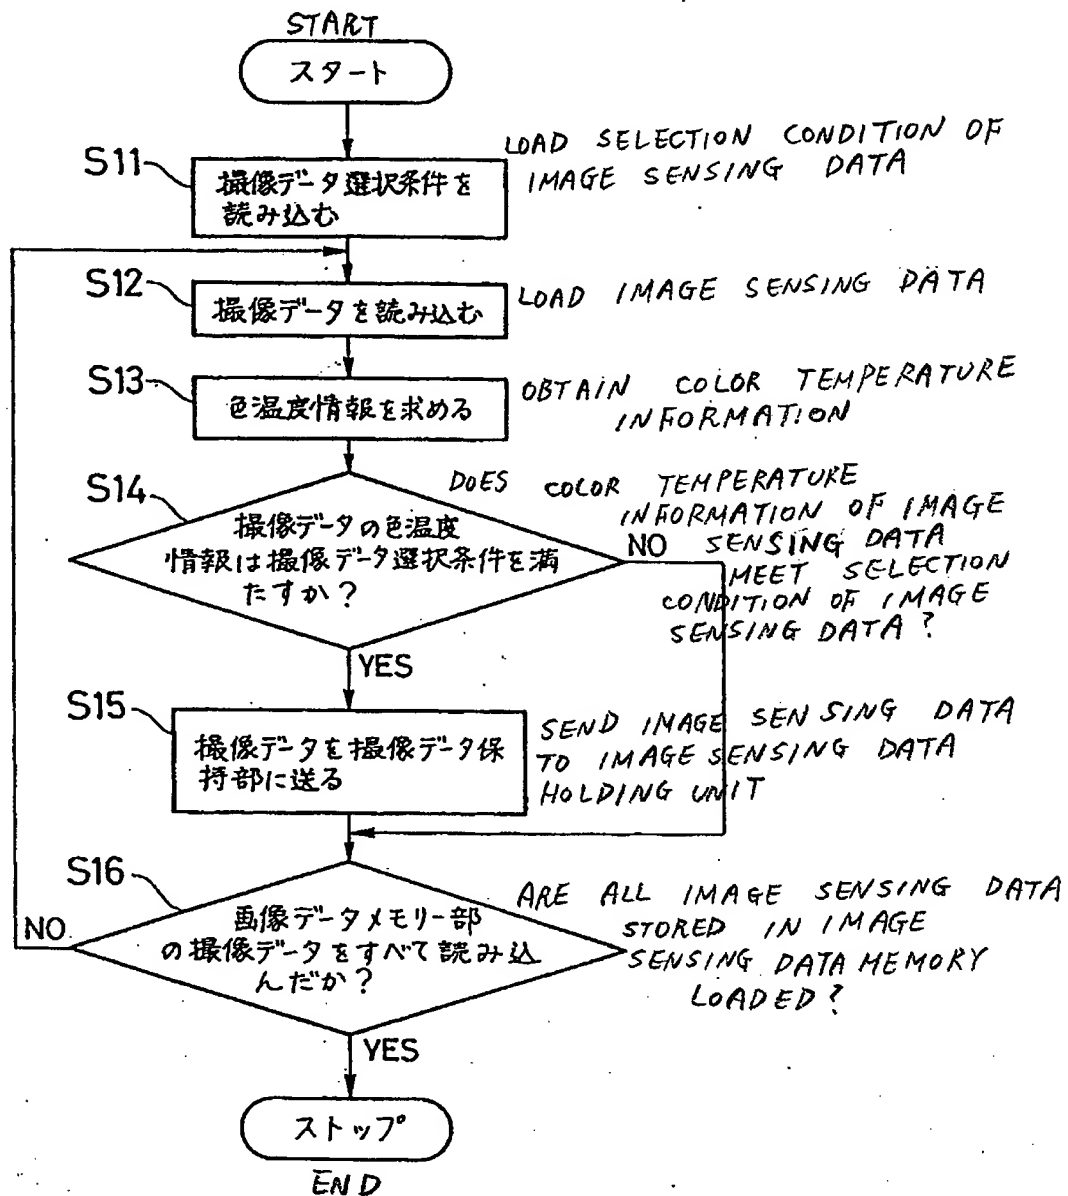 START
スタート
S11
撮像データ選択条件を
読み込む
LOAD SELECTION CONDITION OF
IMAGE SENSING DATA
S12
撮像データを読み込む
LOAD IMAGE SENSING DATA
S13
色温度情報を求める
OBTAIN COLOR TEMPERATURE
INFORMATION
S14
撮像データの色温度
情報は撮像データ選択条件を満
たすか?
DOES COLOR TEMPERATURE
INFORMATION OF IMAGE
SENSING DATA
MEET SELECTION
CONDITION OF IMAGE
SENSING DATA?
NO
YES
S15
撮像データを撮像データ保
持部に送る
SEND IMAGE SENSING DATA
TO IMAGE SENSING DATA
HOLDING UNIT
S16
画像データメモリー部
の撮像データをすべて読み込
んだか?
ARE ALL IMAGE SENSING DATA
STORED IN IMAGE
SENSING DATA MEMORY
LOADED?
NO
YES
ストップ
END